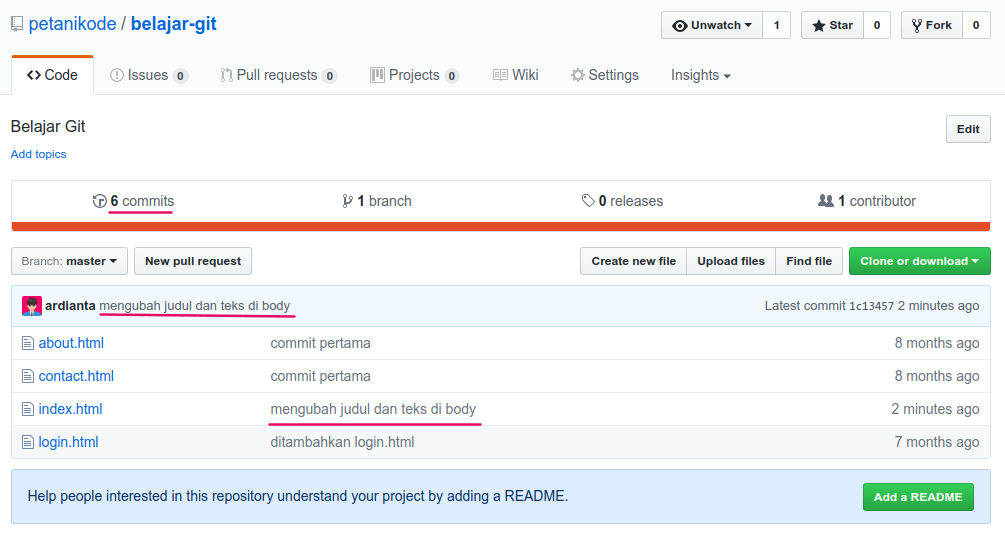 petanikode / belajar-git
Unwatch 1 Star 0 Fork 0
Code Issues 0 Pull requests 0 Projects 0 Wiki Settings Insights
Belajar Git
Edit
Add topics
6 commits 1 branch 0 releases 1 contributor
Branch: master New pull request Create new file Upload files Find file Clone or download
ardianta mengubah judul dan teks di body Latest commit 1c13457 2 minutes ago
about.html commit pertama 8 months ago
contact.html commit pertama 8 months ago
index.html mengubah judul dan teks di body 2 minutes ago
login.html ditambahkan login.html 7 months ago
Help people interested in this repository understand your project by adding a README. Add a README